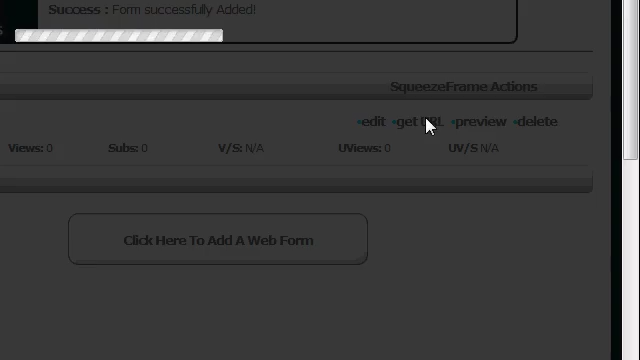 Success : Form successfully Added!
SqueezeFrame Actions
•edit •get URL •preview •delete
Views: 0 Subs: 0 V/S: N/A UViews: 0 UV/S N/A
Click Here To Add A Web Form